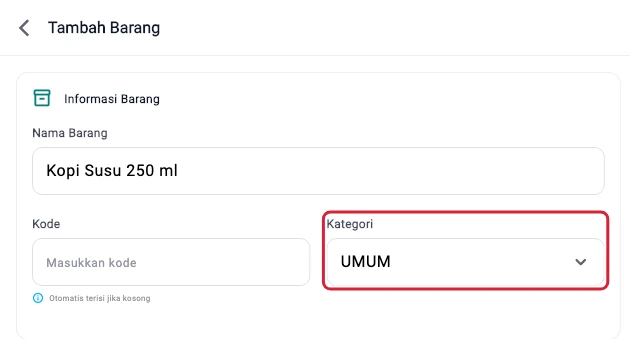 Tambah Barang
Informasi Barang
Nama Barang
Kopi Susu 250 ml
Kode
Kategori
Masukkan kode
UMUM
Otomatis terisi jika kosong